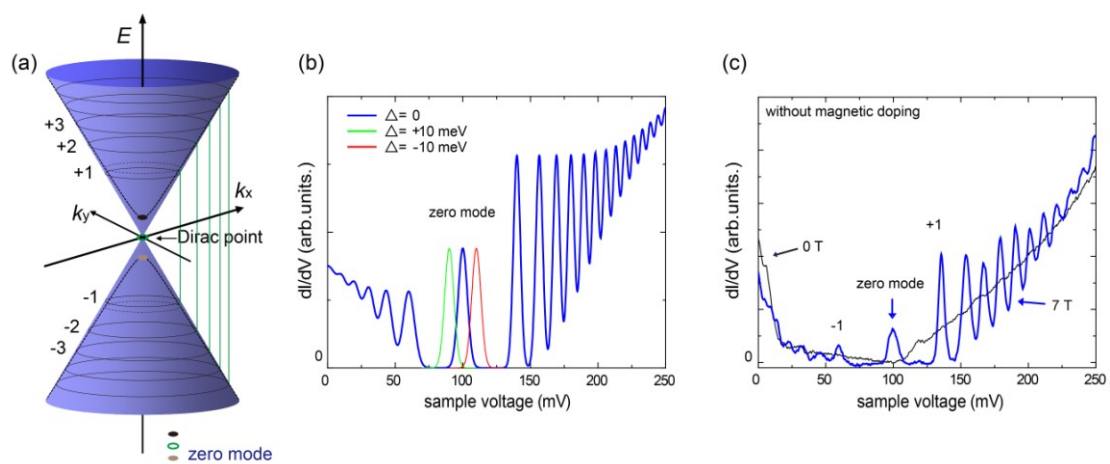 (a)
E
+3
+2
+1
kx
ky
Dirac point
-1
-2
-3
zero mode
(b)
△= 0
△= +10 meV
△= -10 meV
zero mode
dI/dV (arb.units.)
0
0 50 100 150 200 250
sample voltage (mV)
(c)
without magnetic doping
0 T
+1
zero mode
-1
7 T
dI/dV (arb.units.)
0
0 50 100 150 200 250
sample voltage (mV)